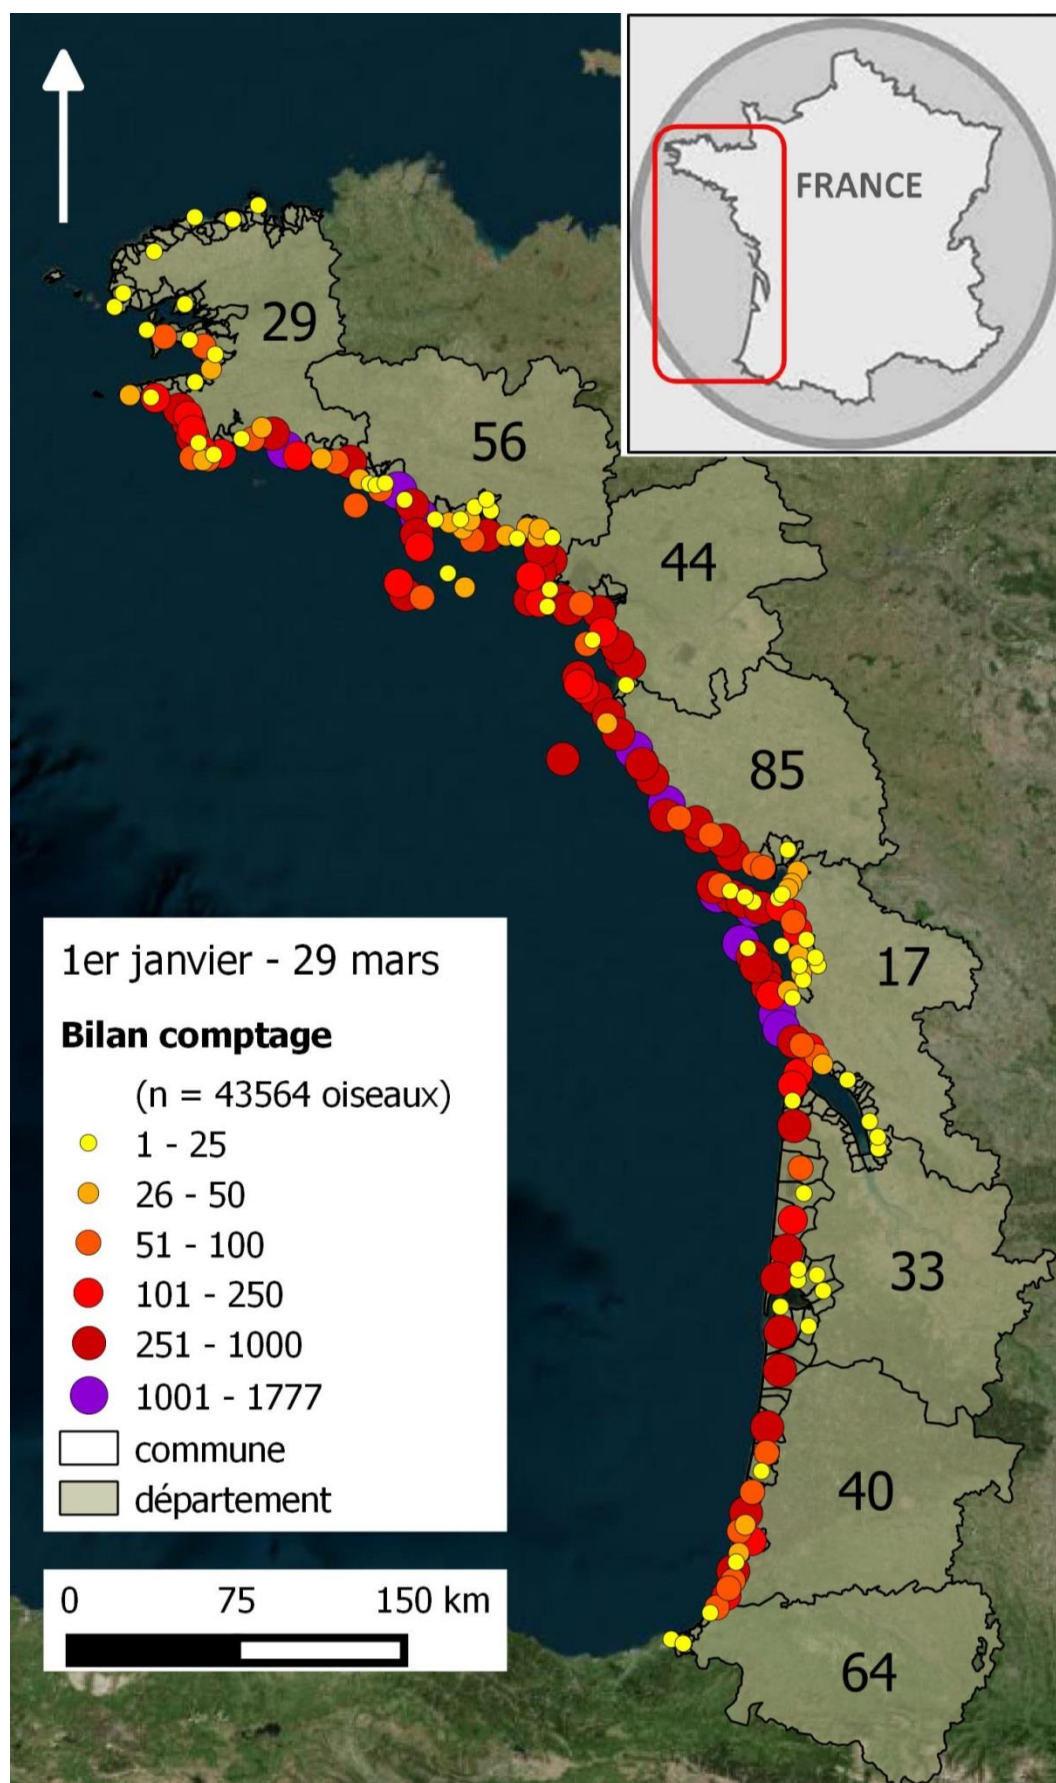 FRANCE
29
56
44
85
17
33
40
64
1er janvier - 29 mars
Bilan comptage
(n = 43564 oiseaux)
1 - 25
26 - 50
51 - 100
101 - 250
251 - 1000
1001 - 1777
commune
département
0 75 150 km